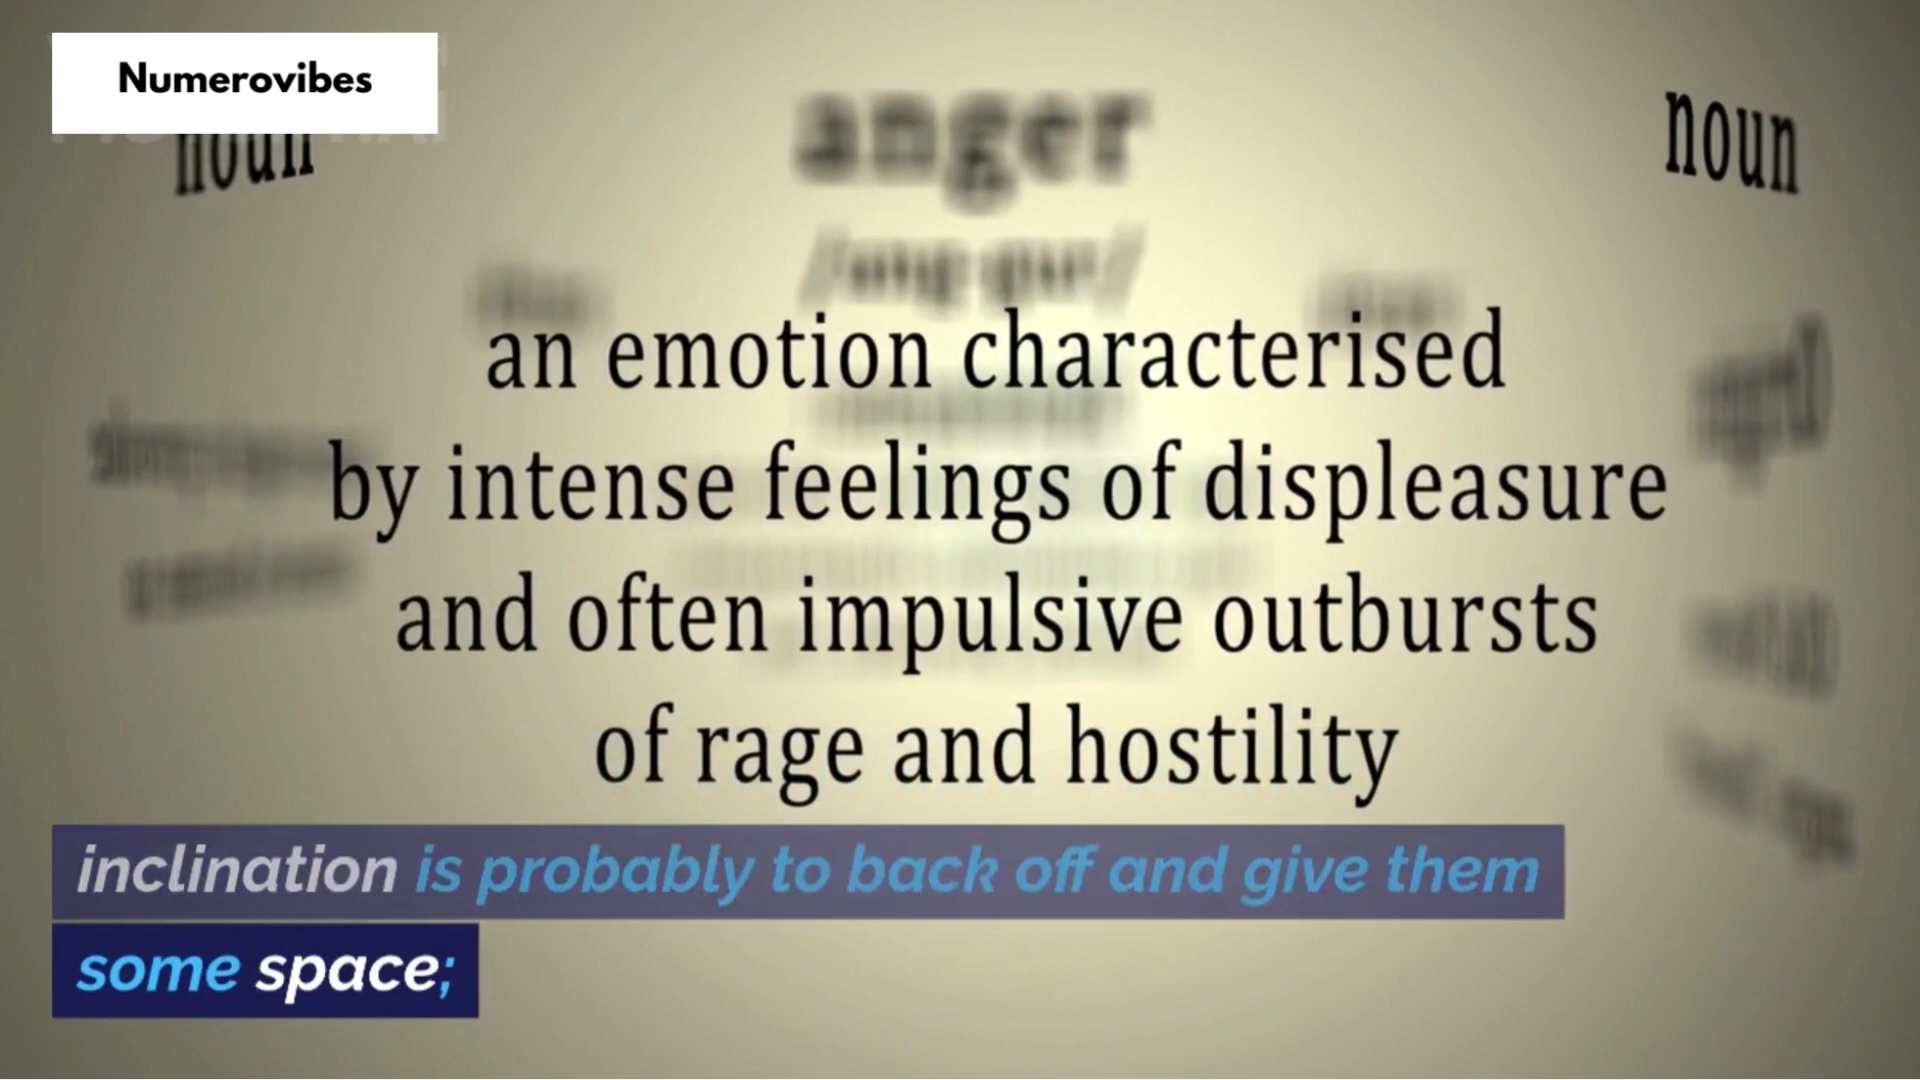 Numerovibes
noun
anger
noun
an emotion characterised
by intense feelings of displeasure
and often impulsive outbursts
of rage and hostility
inclination is probably to back off and give them
some space;